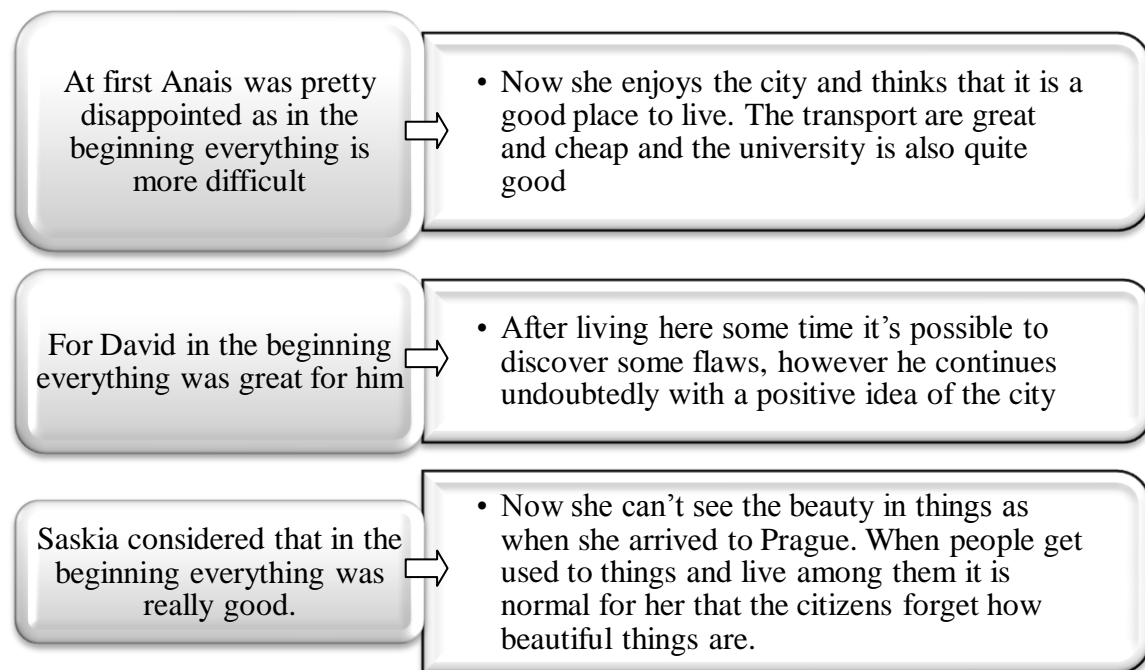 At first Anais was pretty
disappointed as in the
beginning everything is
more difficult
• Now she enjoys the city and thinks that it is a
good place to live. The transport are great
and cheap and the university is also quite
good
For David in the beginning
everything was great for him
• After living here some time it’s possible to
discover some flaws, however he continues
undoubtedly with a positive idea of the city
Saskia considered that in the
beginning everything was
really good.
• Now she can’t see the beauty in things as
when she arrived to Prague. When people get
used to things and live among them it is
normal for her that the citizens forget how
beautiful things are.